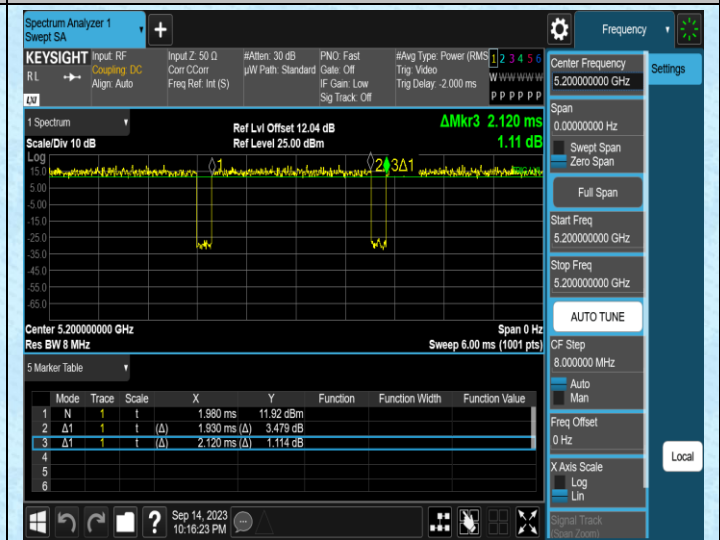 Spectrum Analyzer 1
Swept SA
+
Frequency
KEYSIGHT
RL
LXI
Input: RF
Coupling: DC
Align: Auto
Input Z: 50 Ω
Corr CCorr
Freq Ref: Int (S)
#Atten: 30 dB
µW Path: Standard
PNO: Fast
Gate: Off
IF Gain: Low
Sig Track: Off
#Avg Type: Power (RMS
Trig: Video
Trig Delay: -2.000 ms
1 2 3 4 5 6
W W W W W W
P P P P P P
Center Frequency
5.200000000 GHz
Settings
Span
0.00000000 Hz
Swept Span
Zero Span
Full Span
Start Freq
5.200000000 GHz
Stop Freq
5.200000000 GHz
AUTO TUNE
CF Step
8.000000 MHz
Auto
Man
Freq Offset
0 Hz
X Axis Scale
Log
Lin
Signal Track
(Span Zoom)
Local
1 Spectrum
Scale/Div 10 dB
Ref Lvl Offset 12.04 dB
Ref Level 25.00 dBm
ΔMkr3 2.120 ms
1.11 dB
Log
15.0
5.00
-5.00
-15.0
-25.0
-35.0
-45.0
-55.0
-65.0
1
2
3Δ1
Center 5.200000000 GHz
Res BW 8 MHz
Span 0 Hz
Sweep 6.00 ms (1001 pts)
5 Marker Table
Mode Trace Scale X Y Function Function Width Function Value
1 N 1 t 1.980 ms 11.92 dBm
2 Δ1 1 t (Δ) 1.930 ms (Δ) 3.479 dB
3 Δ1 1 t (Δ) 2.120 ms (Δ) 1.114 dB
4
5
6
?
Sep 14, 2023
10:16:23 PM